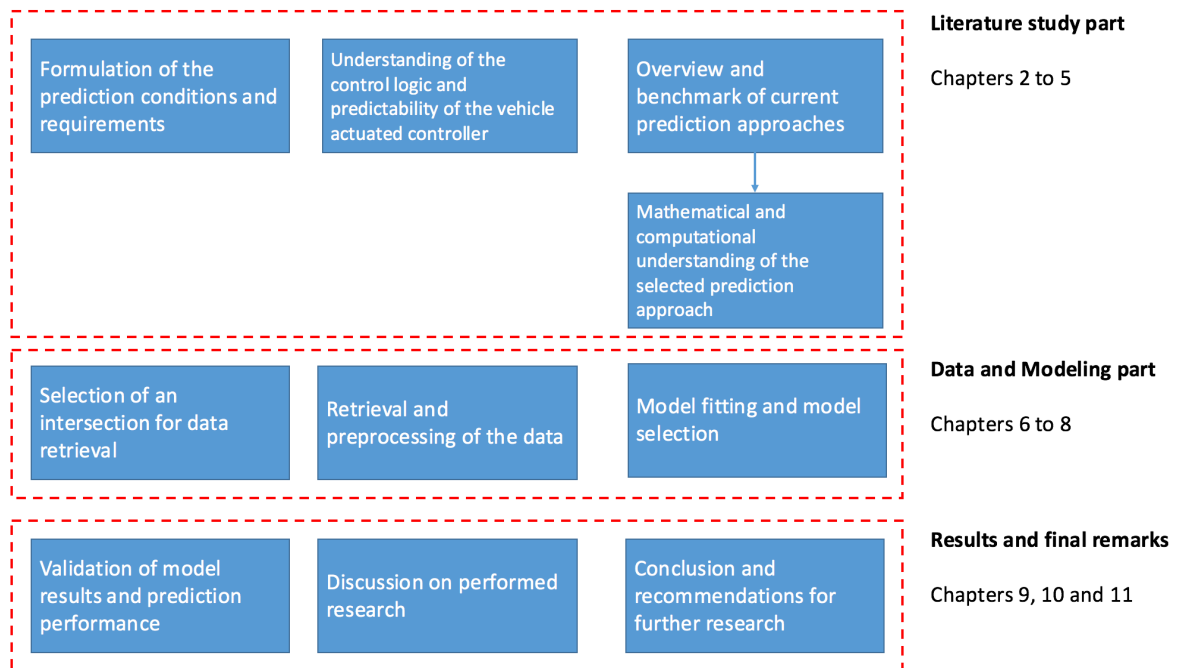 Formulation of the
prediction conditions and
requirements
Understanding of the
control logic and
predictability of the vehicle
actuated controller
Overview and
benchmark of current
prediction approaches
Mathematical and
computational
understanding of the
selected prediction
approach
Literature study part
Chapters 2 to 5
Selection of an
intersection for data
retrieval
Retrieval and
preprocessing of the data
Model fitting and model
selection
Data and Modeling part
Chapters 6 to 8
Validation of model
results and prediction
performance
Discussion on performed
research
Conclusion and
recommendations for
further research
Results and final remarks
Chapters 9, 10 and 11